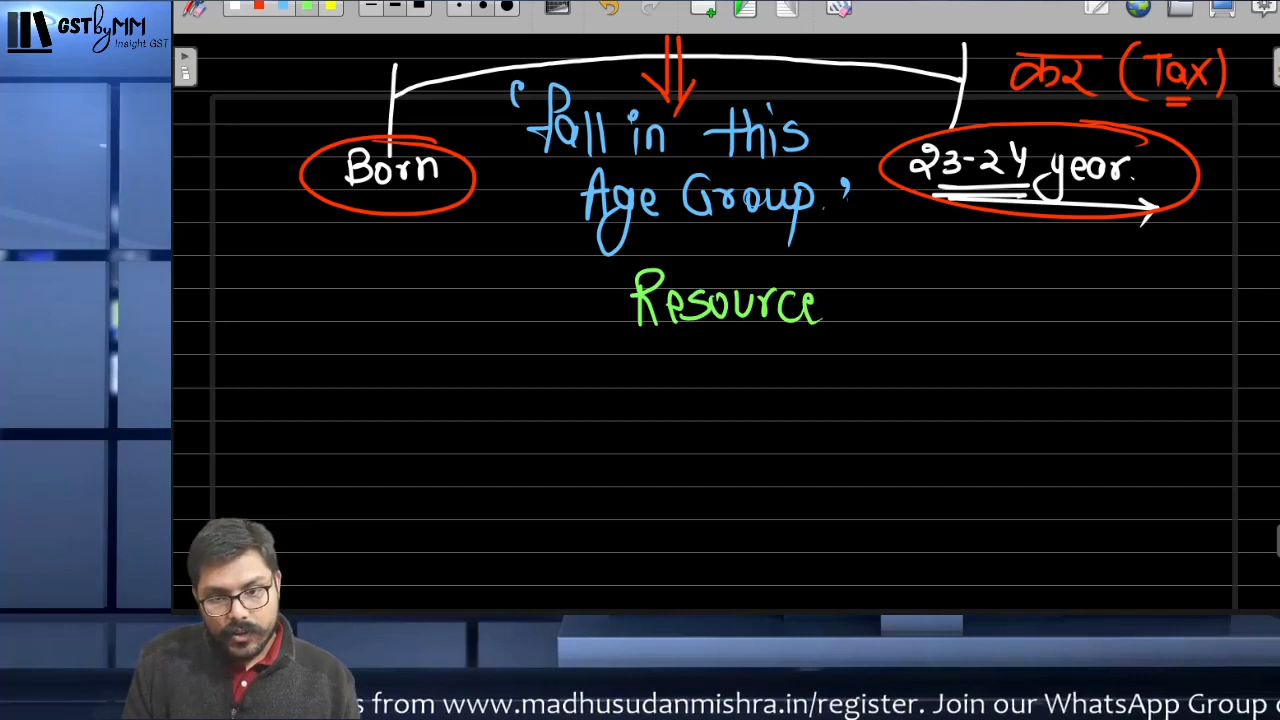 GSTbyMM
Insight GST
कर (Tax)
Born
‘fall in this
Age Group.’
23-24 year.
Resource
s from www.madhusudanmishra.in/register. Join our WhatsApp Group